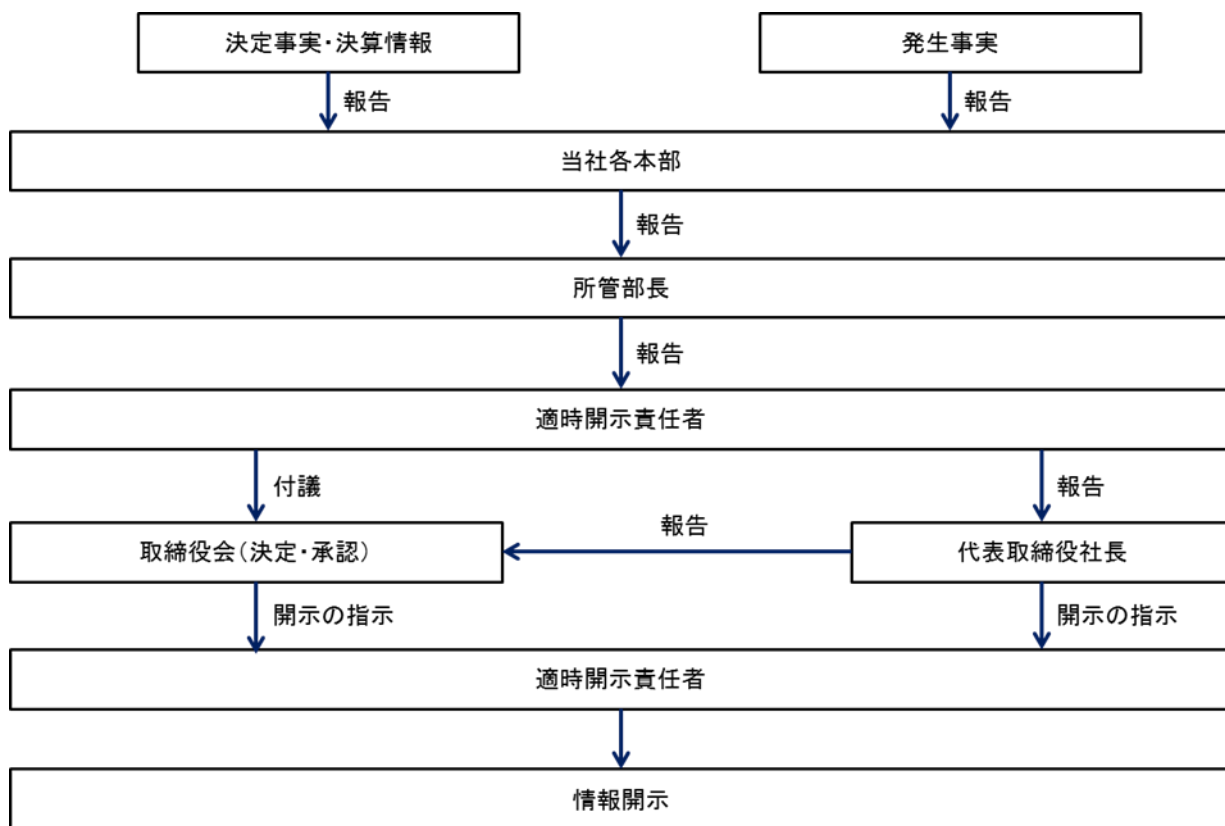 決定事実・決算情報
発生事実
報告
報告
当社各本部
報告
所管部長
報告
適時開示責任者
付議
報告
報告
取締役会（決定・承認）
代表取締役社長
開示の指示
開示の指示
適時開示責任者
情報開示